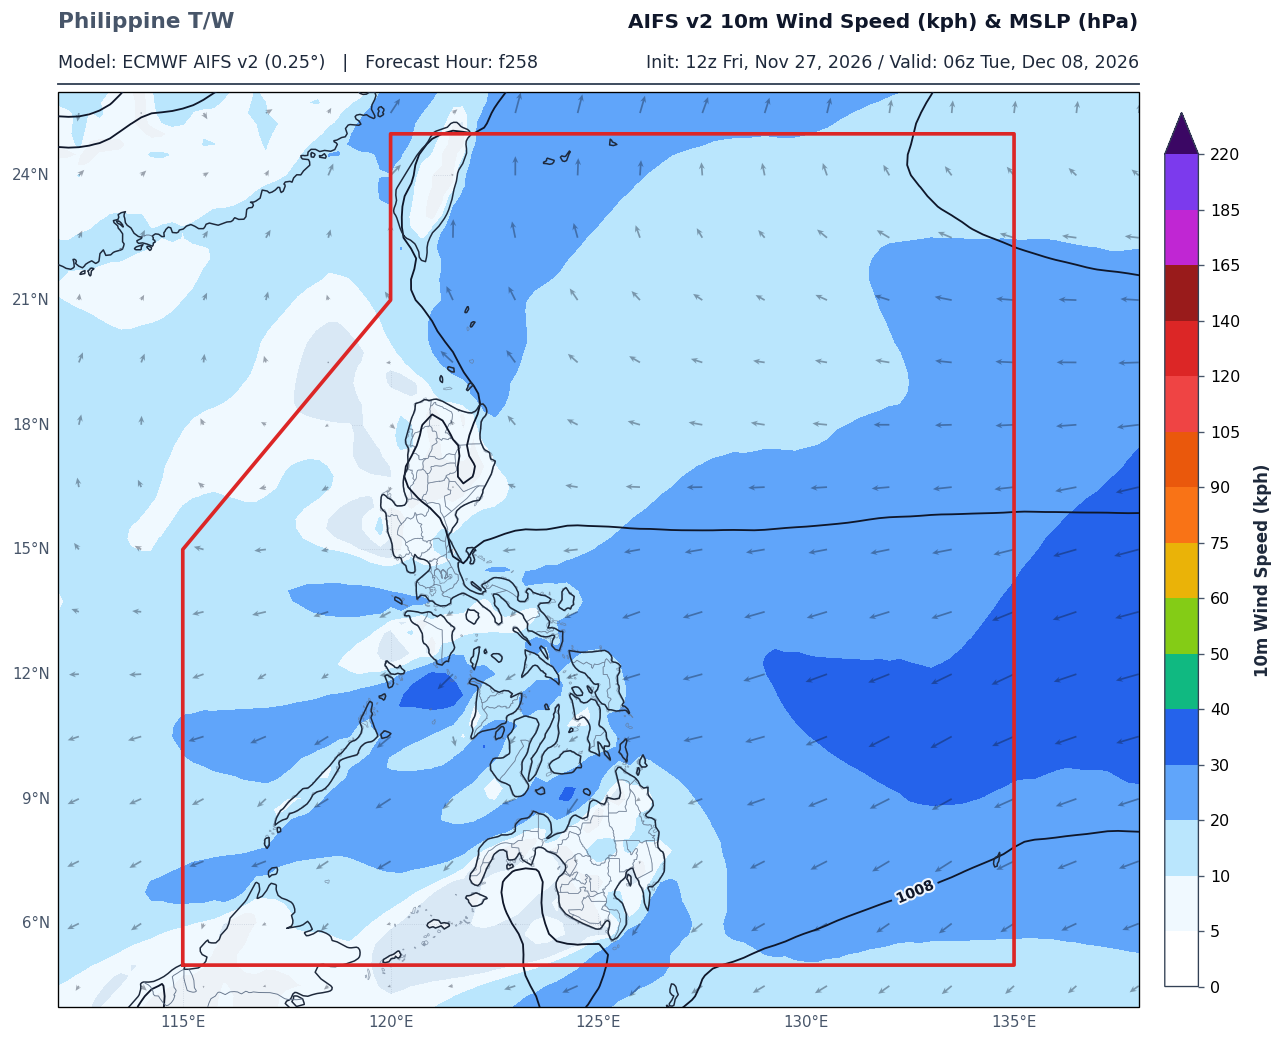 Philippine T/W
AIFS v2 10m Wind Speed (kph) & MSLP (hPa)
Model: ECMWF AIFS v2 (0.25°) | Forecast Hour: f258
Init: 12z Fri, Nov 27, 2026 / Valid: 06z Tue, Dec 08, 2026
24°N
21°N
18°N
15°N
12°N
9°N
6°N
115°E
120°E
125°E
130°E
135°E
1008
220
185
165
140
120
105
90
75
60
50
40
30
20
10
5
0
10m Wind Speed (kph)